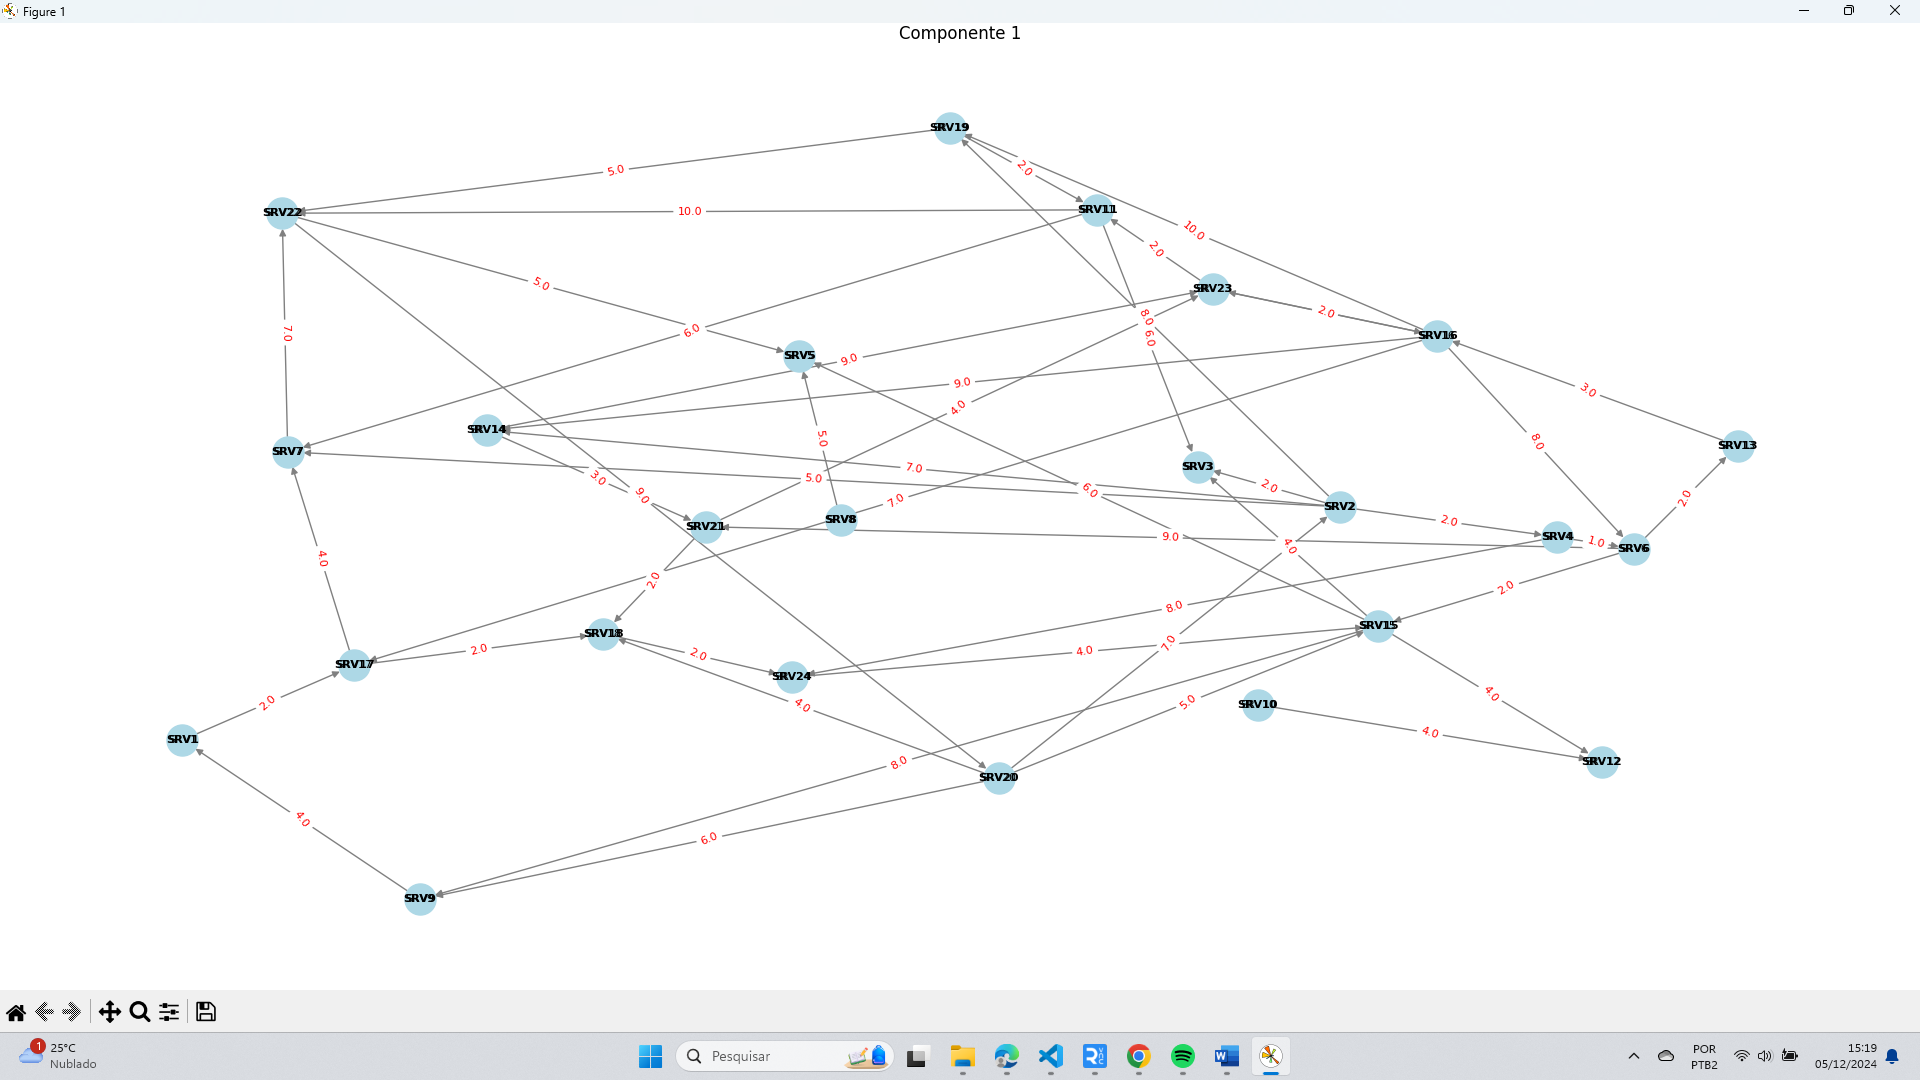 Figure 1
Componente 1
SRV19
5.0
2.0
SRV22
10.0
SRV11
10.0
2.0
5.0
SRV23
7.0
6.0
8.0
6.0
2.0
SRV16
SRV5
9.0
9.0
3.0
4.0
SRV14
5.0
8.0
SRV13
SRV7
7.0
SRV3
3.0
5.0
9.0
7.0
6.0
2.0
2.0
SRV2
SRV21
SRV8
2.0
9.0
4.0
SRV4
1.0
SRV6
4.0
2.0
2.0
8.0
SRV15
SRV18
2.0
2.0
4.0
7.0
SRV17
SRV24
2.0
4.0
5.0
SRV10
4.0
4.0
SRV1
8.0
SRV12
SRV20
4.0
6.0
SRV9
1
25°C
Nublado
Pesquisar
POR
PTB2
15:19
05/12/2024